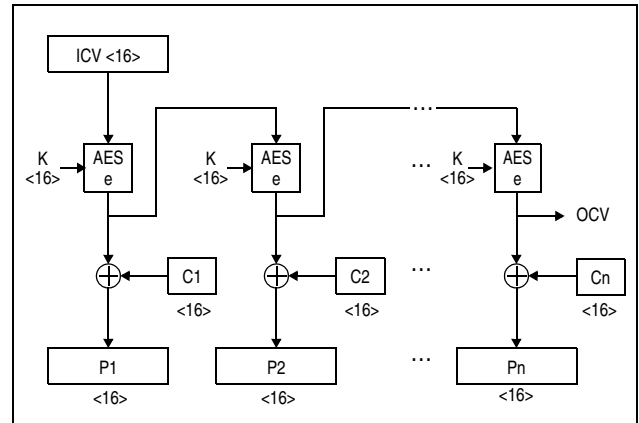 ICV <16>
...
K
<16>
AES
e
K
<16>
AES
e
...
K
<16>
AES
e
OCV
C1
<16>
C2
<16>
...
Cn
<16>
P1
<16>
P2
<16>
...
Pn
<16>